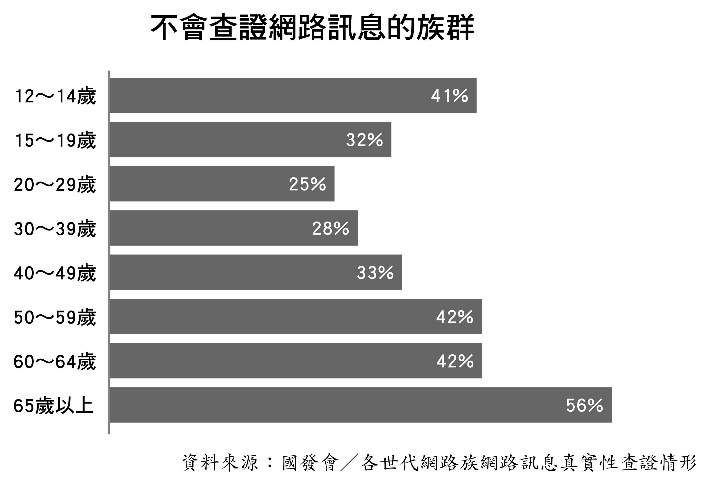 不會查證網路訊息的族群
12～14歲 41%
15～19歲 32%
20～29歲 25%
30～39歲 28%
40～49歲 33%
50～59歲 42%
60～64歲 42%
65歲以上 56%
資料來源：國發會／各世代網路族網路訊息真實性查證情形